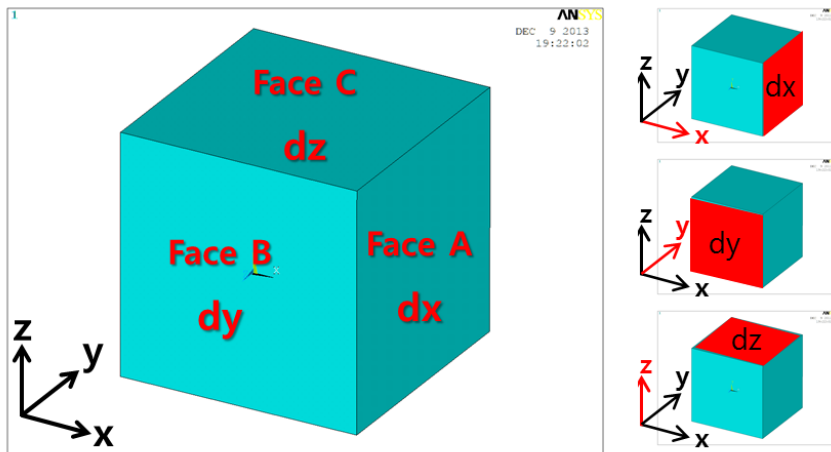 1
ANSYS
DEC 9 2013
19:22:02
Face C
dz
Face B
dy
Face A
dx
z
y
x
z
y
x
dx
z
y
x
dy
z
y
x
dz